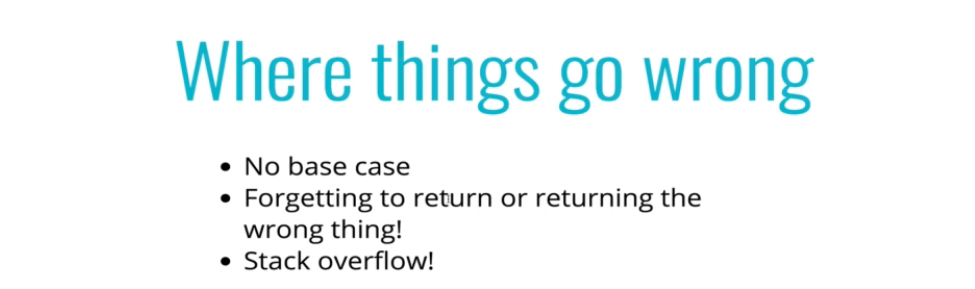 Where things go wrong
• No base case
• Forgetting to return or returning the
wrong thing!
• Stack overflow!